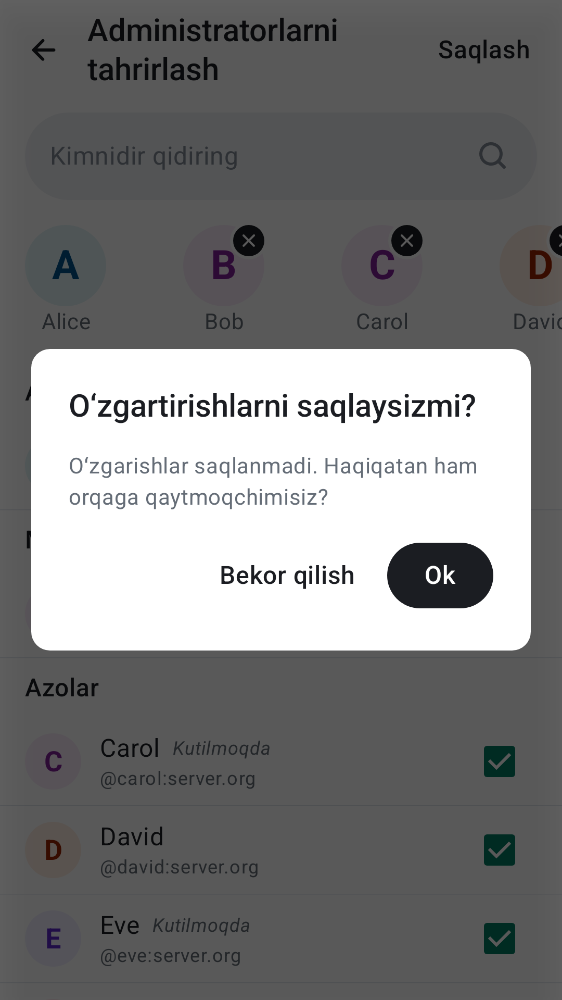 Administratorlarni
tahrirlash
Saqlash
Kimnidir qidiring
A
B
C
D
Alice
Bob
Carol
O‘zgartirishlarni saqlaysizmi?
O‘zgarishlar saqlanmadi. Haqiqatan ham
orqaga qaytmoqchimisiz?
Bekor qilish
Ok
Azolar
C
Carol Kutilmoqda
@carol:server.org
D
David
@david:server.org
E
Eve Kutilmoqda
@eve:server.org